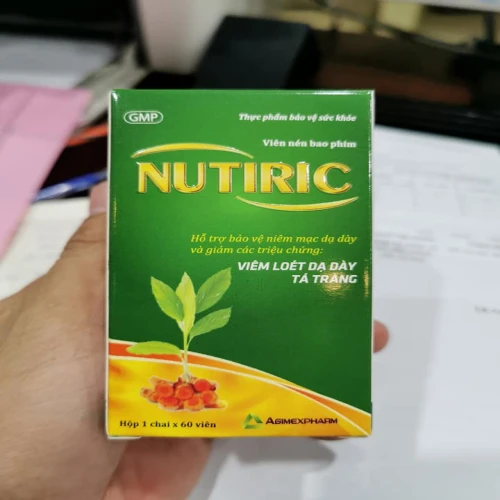 GMP
Thực phẩm bảo vệ sức khỏe
Viên nén bao phim
NUTIRIC
Hỗ trợ bảo vệ niêm mạc dạ dày
và giảm các triệu chứng:
VIÊM LOÉT DẠ DÀY
TÁ TRÀNG
Hộp 1 chai x 60 viên
AGIMEXPHARM